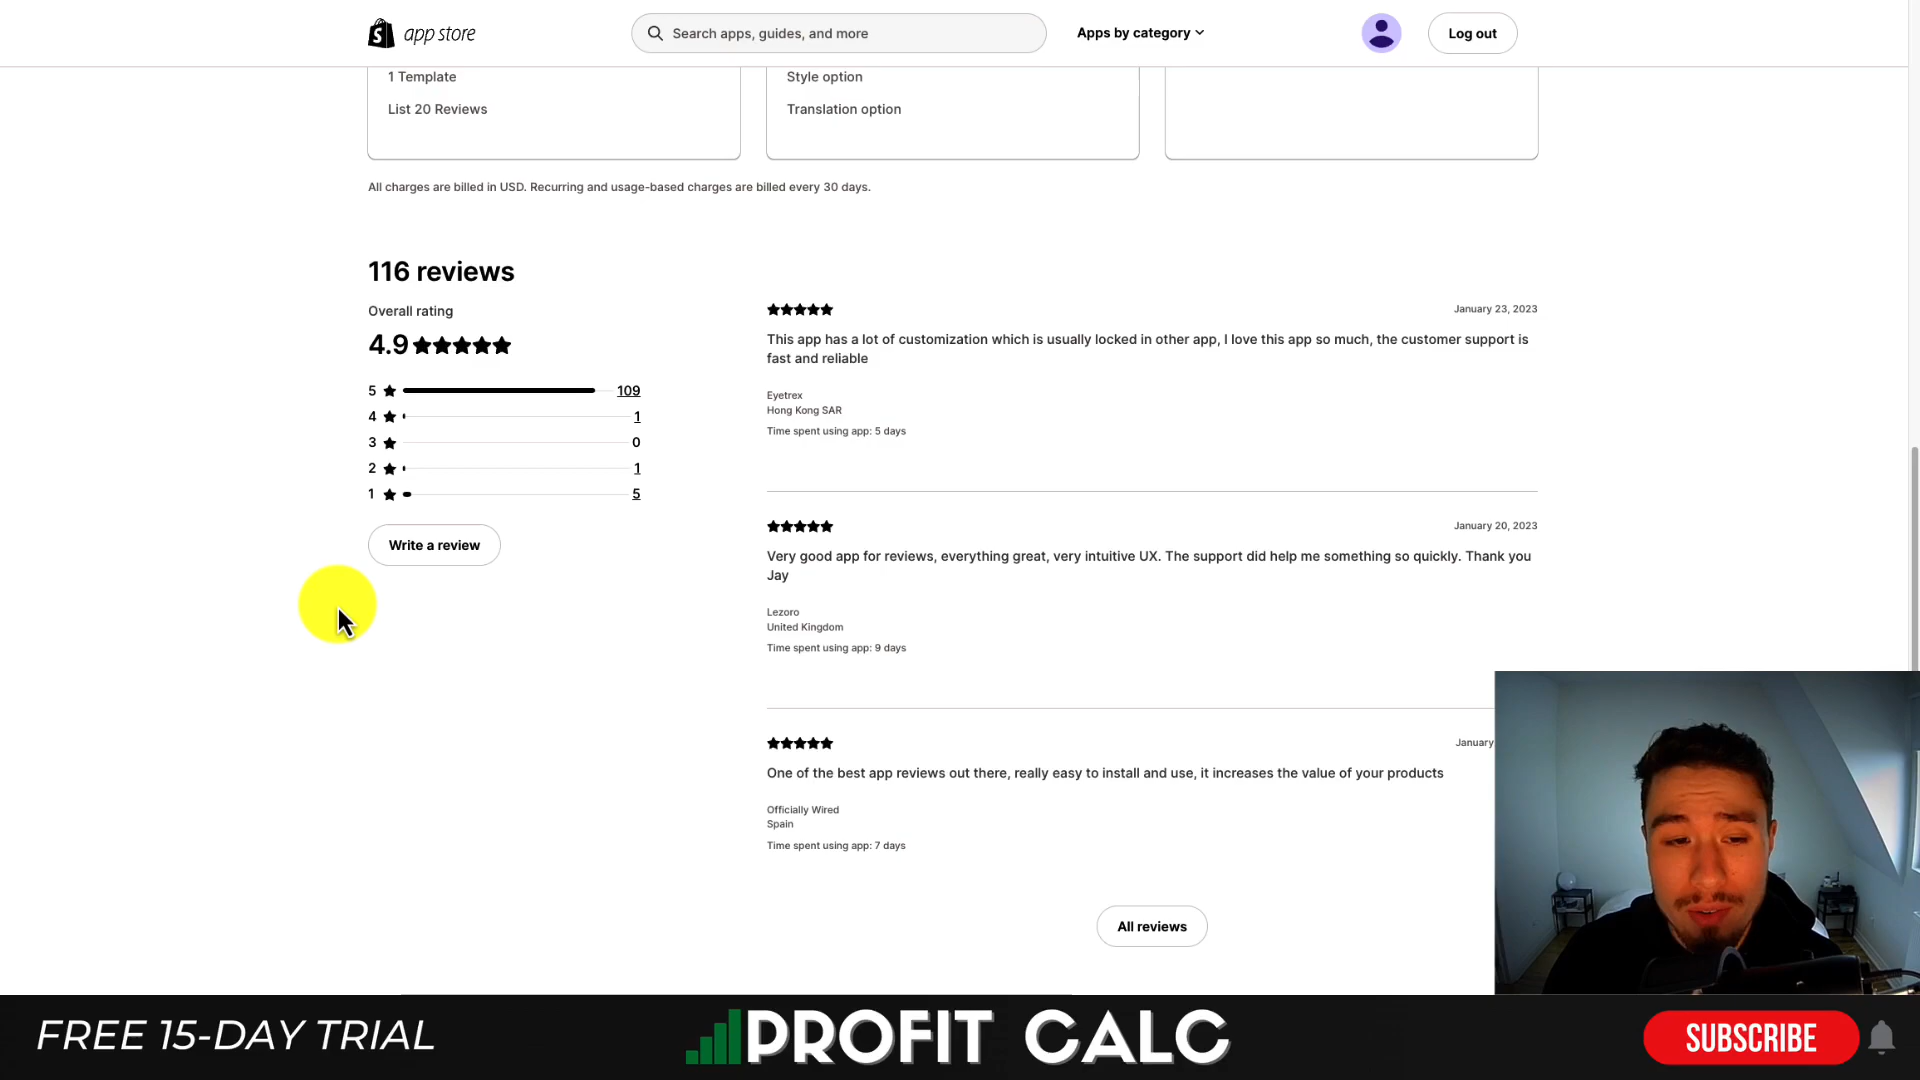 app store
Search apps, guides, and more
Apps by category
Log out
1 Template
List 20 Reviews
Style option
Translation option
All charges are billed in USD. Recurring and usage-based charges are billed every 30 days.
116 reviews
Overall rating
4.9
5 109
4 1
3 0
2 1
1 5
Write a review
January 23, 2023
This app has a lot of customization which is usually locked in other app, I love this app so much, the customer support is
fast and reliable
Eyetrex
Hong Kong SAR
Time spent using app: 5 days
January 20, 2023
Very good app for reviews, everything great, very intuitive UX. The support did help me something so quickly. Thank you
Jay
Lezoro
United Kingdom
Time spent using app: 9 days
January
One of the best app reviews out there, really easy to install and use, it increases the value of your products
Officially Wired
Spain
Time spent using app: 7 days
All reviews
FREE 15-DAY TRIAL
PROFIT CALC
SUBSCRIBE